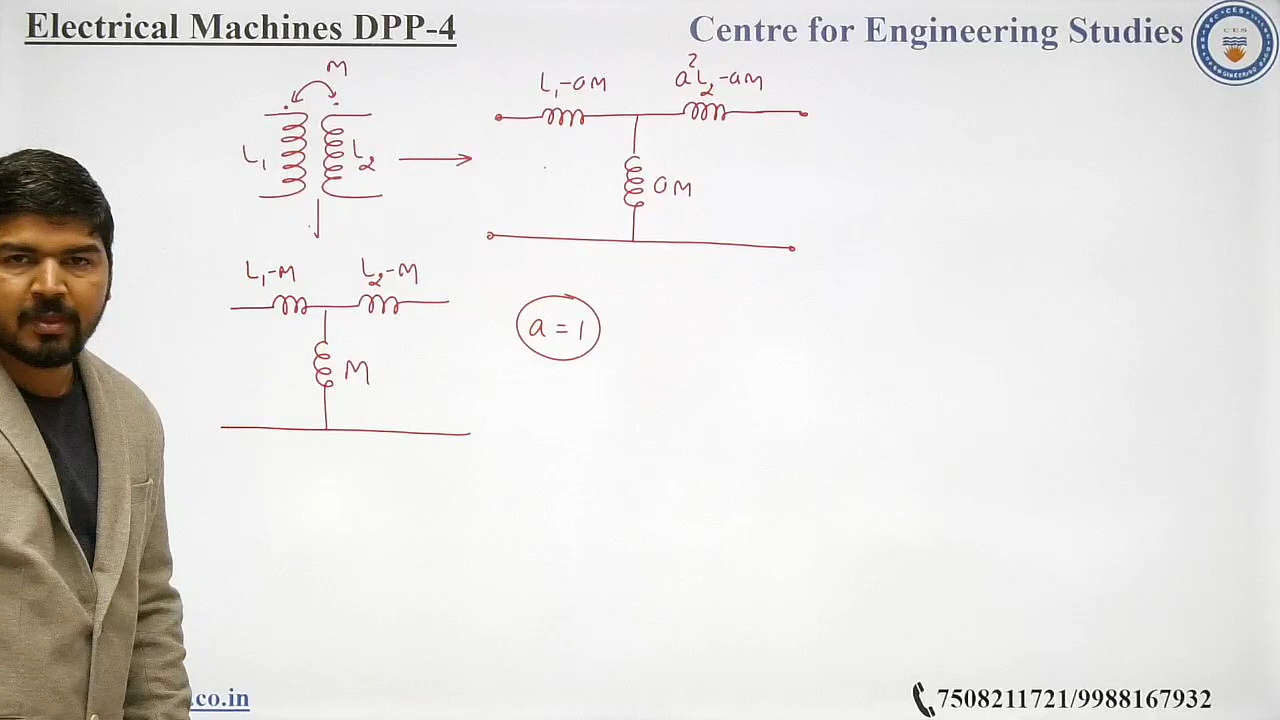 Electrical Machines DPP-4
Centre for Engineering Studies
CES
M
L₁
L₂
L₁-aM
a²L₂-aM
aM
L₁-M
L₂-M
M
a = 1
.co.in
7508211721/9988167932